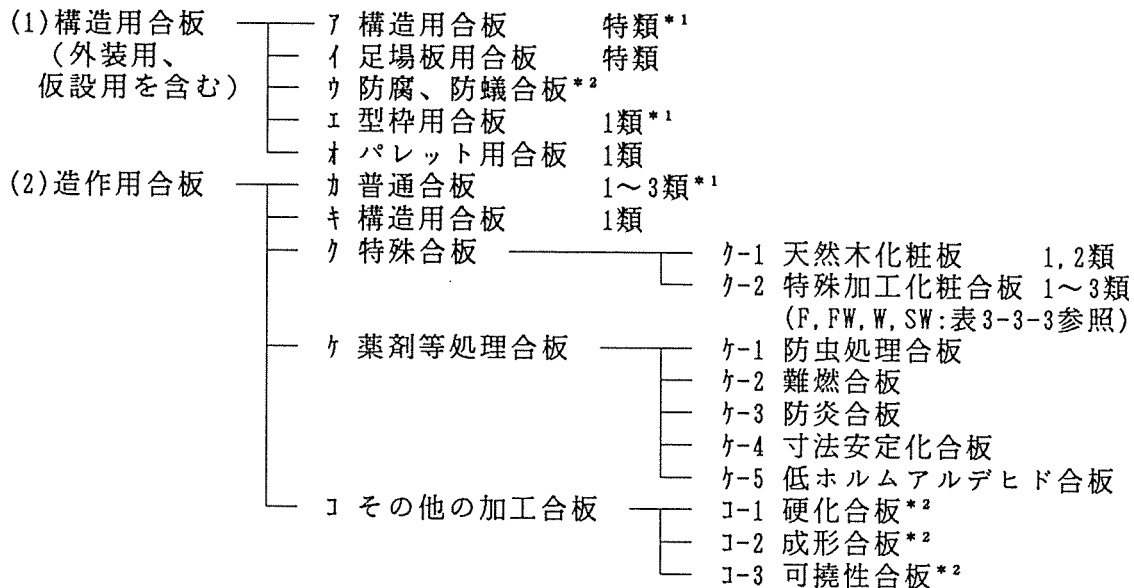 (1)構造用合板 ア 構造用合板 特類*1
(外装用、 イ 足場板用合板 特類
仮設用を含む) ウ 防腐、防蟻合板*2
エ 型枠用合板 1類*1
オ パレット用合板 1類
(2)造作用合板 カ 普通合板 1～3類*1
キ 構造用合板 1類
ク 特殊合板 ク-1 天然木化粧板 1,2類
ク-2 特殊加工化粧合板 1～3類
(F,FW,W,SW:表3-3-3参照)
ケ 薬剤等処理合板 ケ-1 防虫処理合板
ケ-2 難燃合板
ケ-3 防炎合板
ケ-4 寸法安定化合板
ケ-5 低ホルムアルデヒド合板
コ その他の加工合板 コ-1 硬化合板*2
コ-2 成形合板*2
コ-3 可撓性合板*2